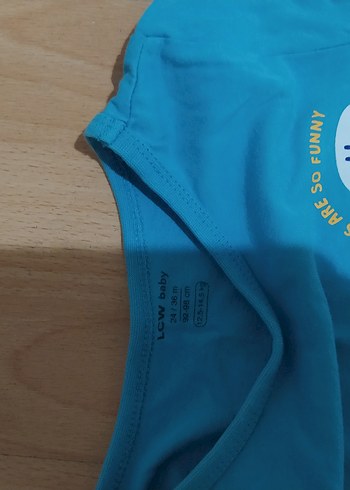 S ARE SO FUNNY
LCW baby
24 / 36 m
92-98 cm